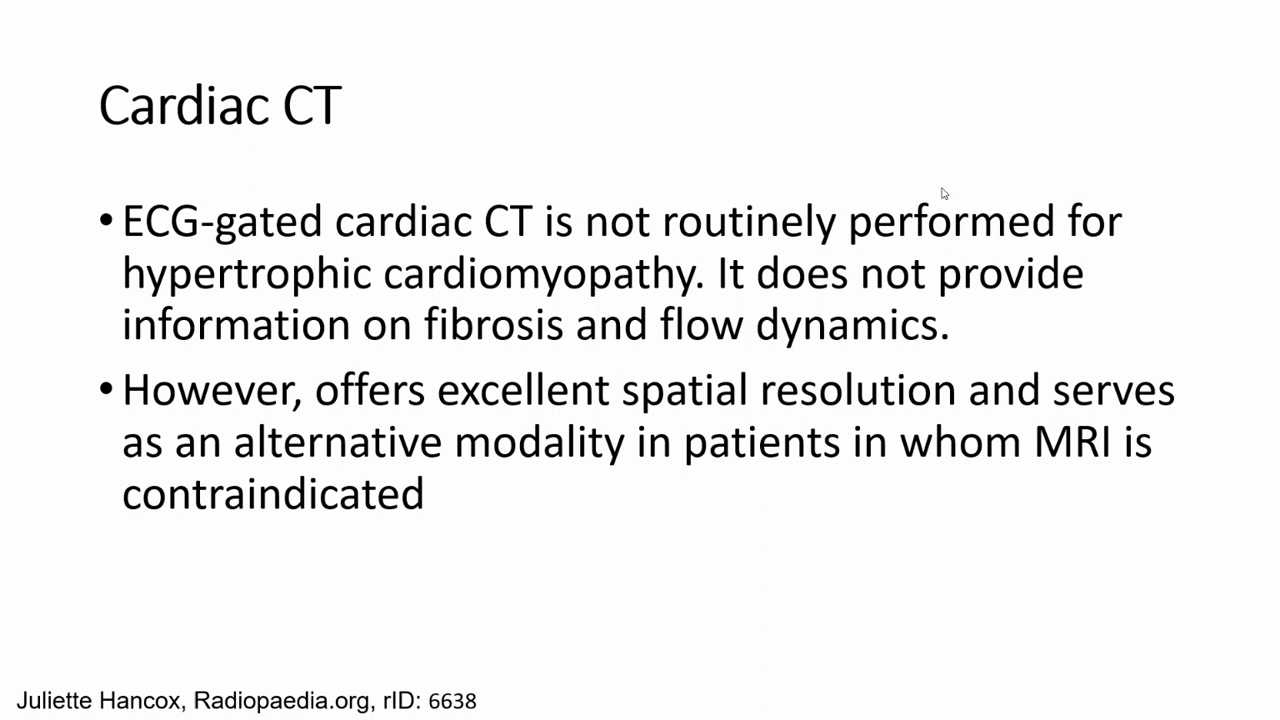 Cardiac CT
•ECG-gated cardiac CT is not routinely performed for
hypertrophic cardiomyopathy. It does not provide
information on fibrosis and flow dynamics.
•However, offers excellent spatial resolution and serves
as an alternative modality in patients in whom MRI is
contraindicated
Juliette Hancox, Radiopaedia.org, rID: 6638